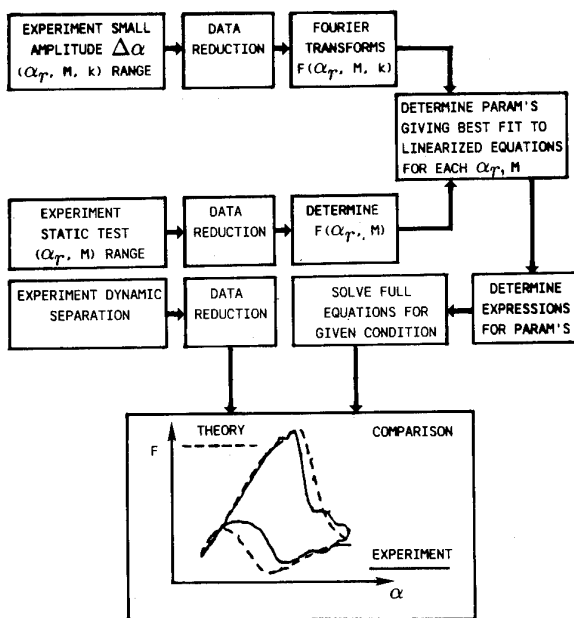 EXPERIMENT SMALL
AMPLITUDE Δα
(αr, M, k) RANGE
DATA
REDUCTION
FOURIER
TRANSFORMS
F(αr, M, k)
DETERMINE PARAM'S
GIVING BEST FIT TO
LINEARIZED EQUATIONS
FOR EACH αr, M
EXPERIMENT
STATIC TEST
(αr, M) RANGE
DATA
REDUCTION
DETERMINE
F(αr, M)
EXPERIMENT DYNAMIC
SEPARATION
DATA
REDUCTION
SOLVE FULL
EQUATIONS FOR
GIVEN CONDITION
DETERMINE
EXPRESSIONS
FOR PARAM'S
THEORY
COMPARISON
F
EXPERIMENT
α